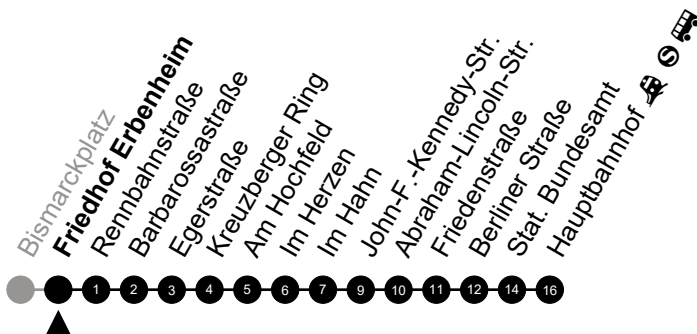 Bismarckplatz
Friedhof Erbenheim
Rennbahnstraße
Barbarossastraße
Egerstraße
Kreuzberger Ring
Am Hochfeld
Im Herzen
Im Hahn
John-F.-Kennedy-Str.
Abraham-Lincoln-Str.
Friedenstraße
Berliner Straße
Stat. Bundesamt
Hauptbahnhof S
1 2 3 4 5 6 7 9 10 11 12 14 16